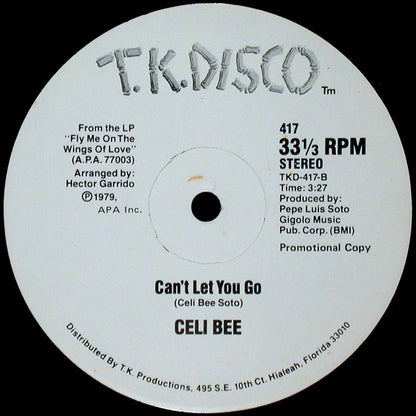 T.K.DISCO
Tm
From the LP
"Fly Me On The
Wings Of Love"
(A.P.A. 77003)
Arranged by:
Hector Garrido
Ⓟ1979,
APA Inc.
417
33 1/3 RPM
STEREO
TKD-417-B
Time: 3:27
Produced by:
Pepe Luis Soto
Gigolo Music
Pub. Corp. (BMI)
Promotional Copy
Can't Let You Go
(Celi Bee Soto)
CELI BEE
Distributed By T.K. Productions, 495 S.E. 10th Ct. Hialeah, Florida 33010